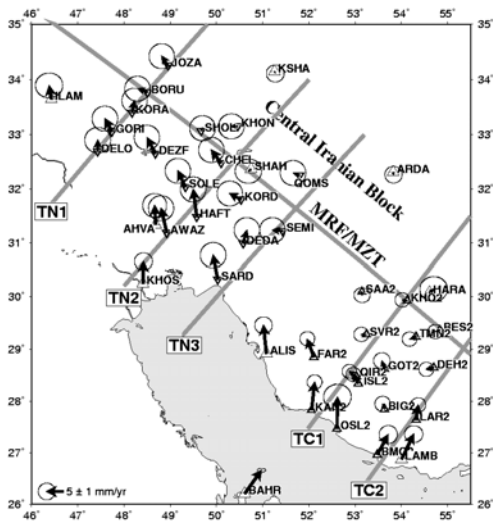 46° 47° 48° 49° 50° 51° 52° 53° 54° 55°
35°
34°
33°
32°
31°
30°
29°
28°
27°
26°
JOZA
KSHA
ILAM
BORU
KORA
GORI
SHOL
KHON
DELO
DEZF
CHEL
SHAH
QOMS
ARDA
SOLE
KORD
HAFT
TN1
AHVA
AWAZ
DEDA
SEMI
Central Iranian Block
MRF/MZT
KHOS
SARD
TN2
TN3
SAA2
HARA
KHO2
ALIS
FAR2
SVR2
TMN2
PES2
QIR2
GOT2
DEH2
ISL2
KAN2
BIG2
LAR2
OSL2
TC1
BMG
LAMB
TC2
BAHR
5 ± 1 mm/yr